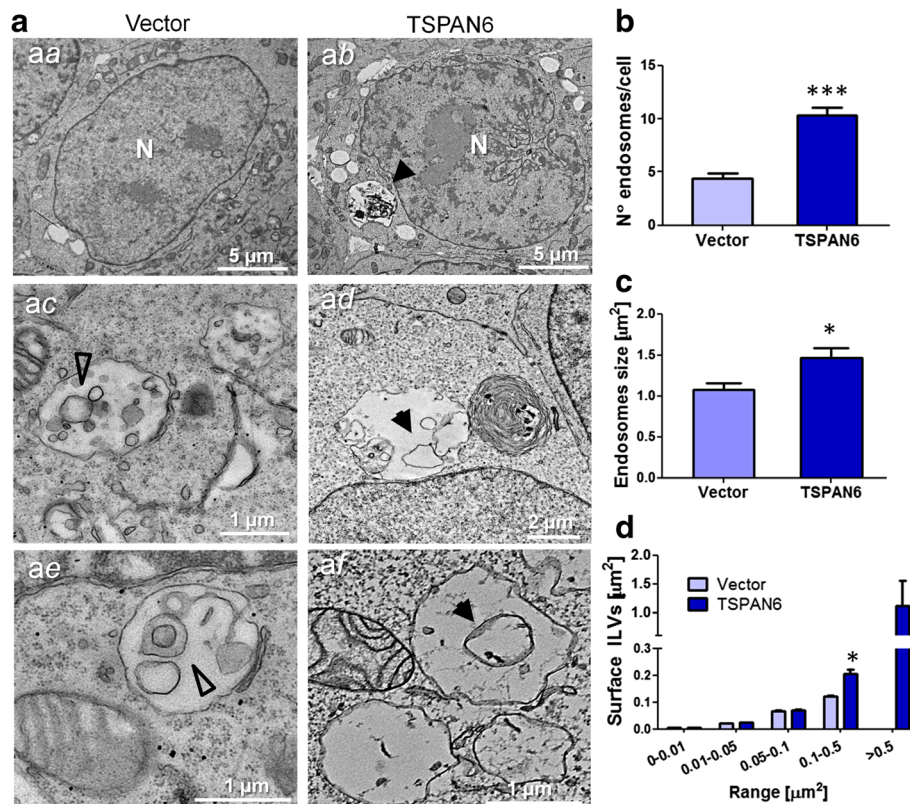 a
Vector
TSPAN6
aa
N
5 µm
ab
N
5 µm
ac
1 µm
ad
2 µm
ae
1 µm
af
1 µm
b
Nº endosomes/cell
15
10
5
0
***
Vector
TSPAN6
c
Endosomes size [µm²]
2.0
1.5
1.0
0.5
0.0
*
Vector
TSPAN6
d
Surface ILVs [µm²]
2.0
1.5
1.0
0.5
0.3
0.2
0.1
0.0
Vector
TSPAN6
*
0-0.01
0.01-0.05
0.05-0.1
0.1-0.5
>0.5
Range [µm²]